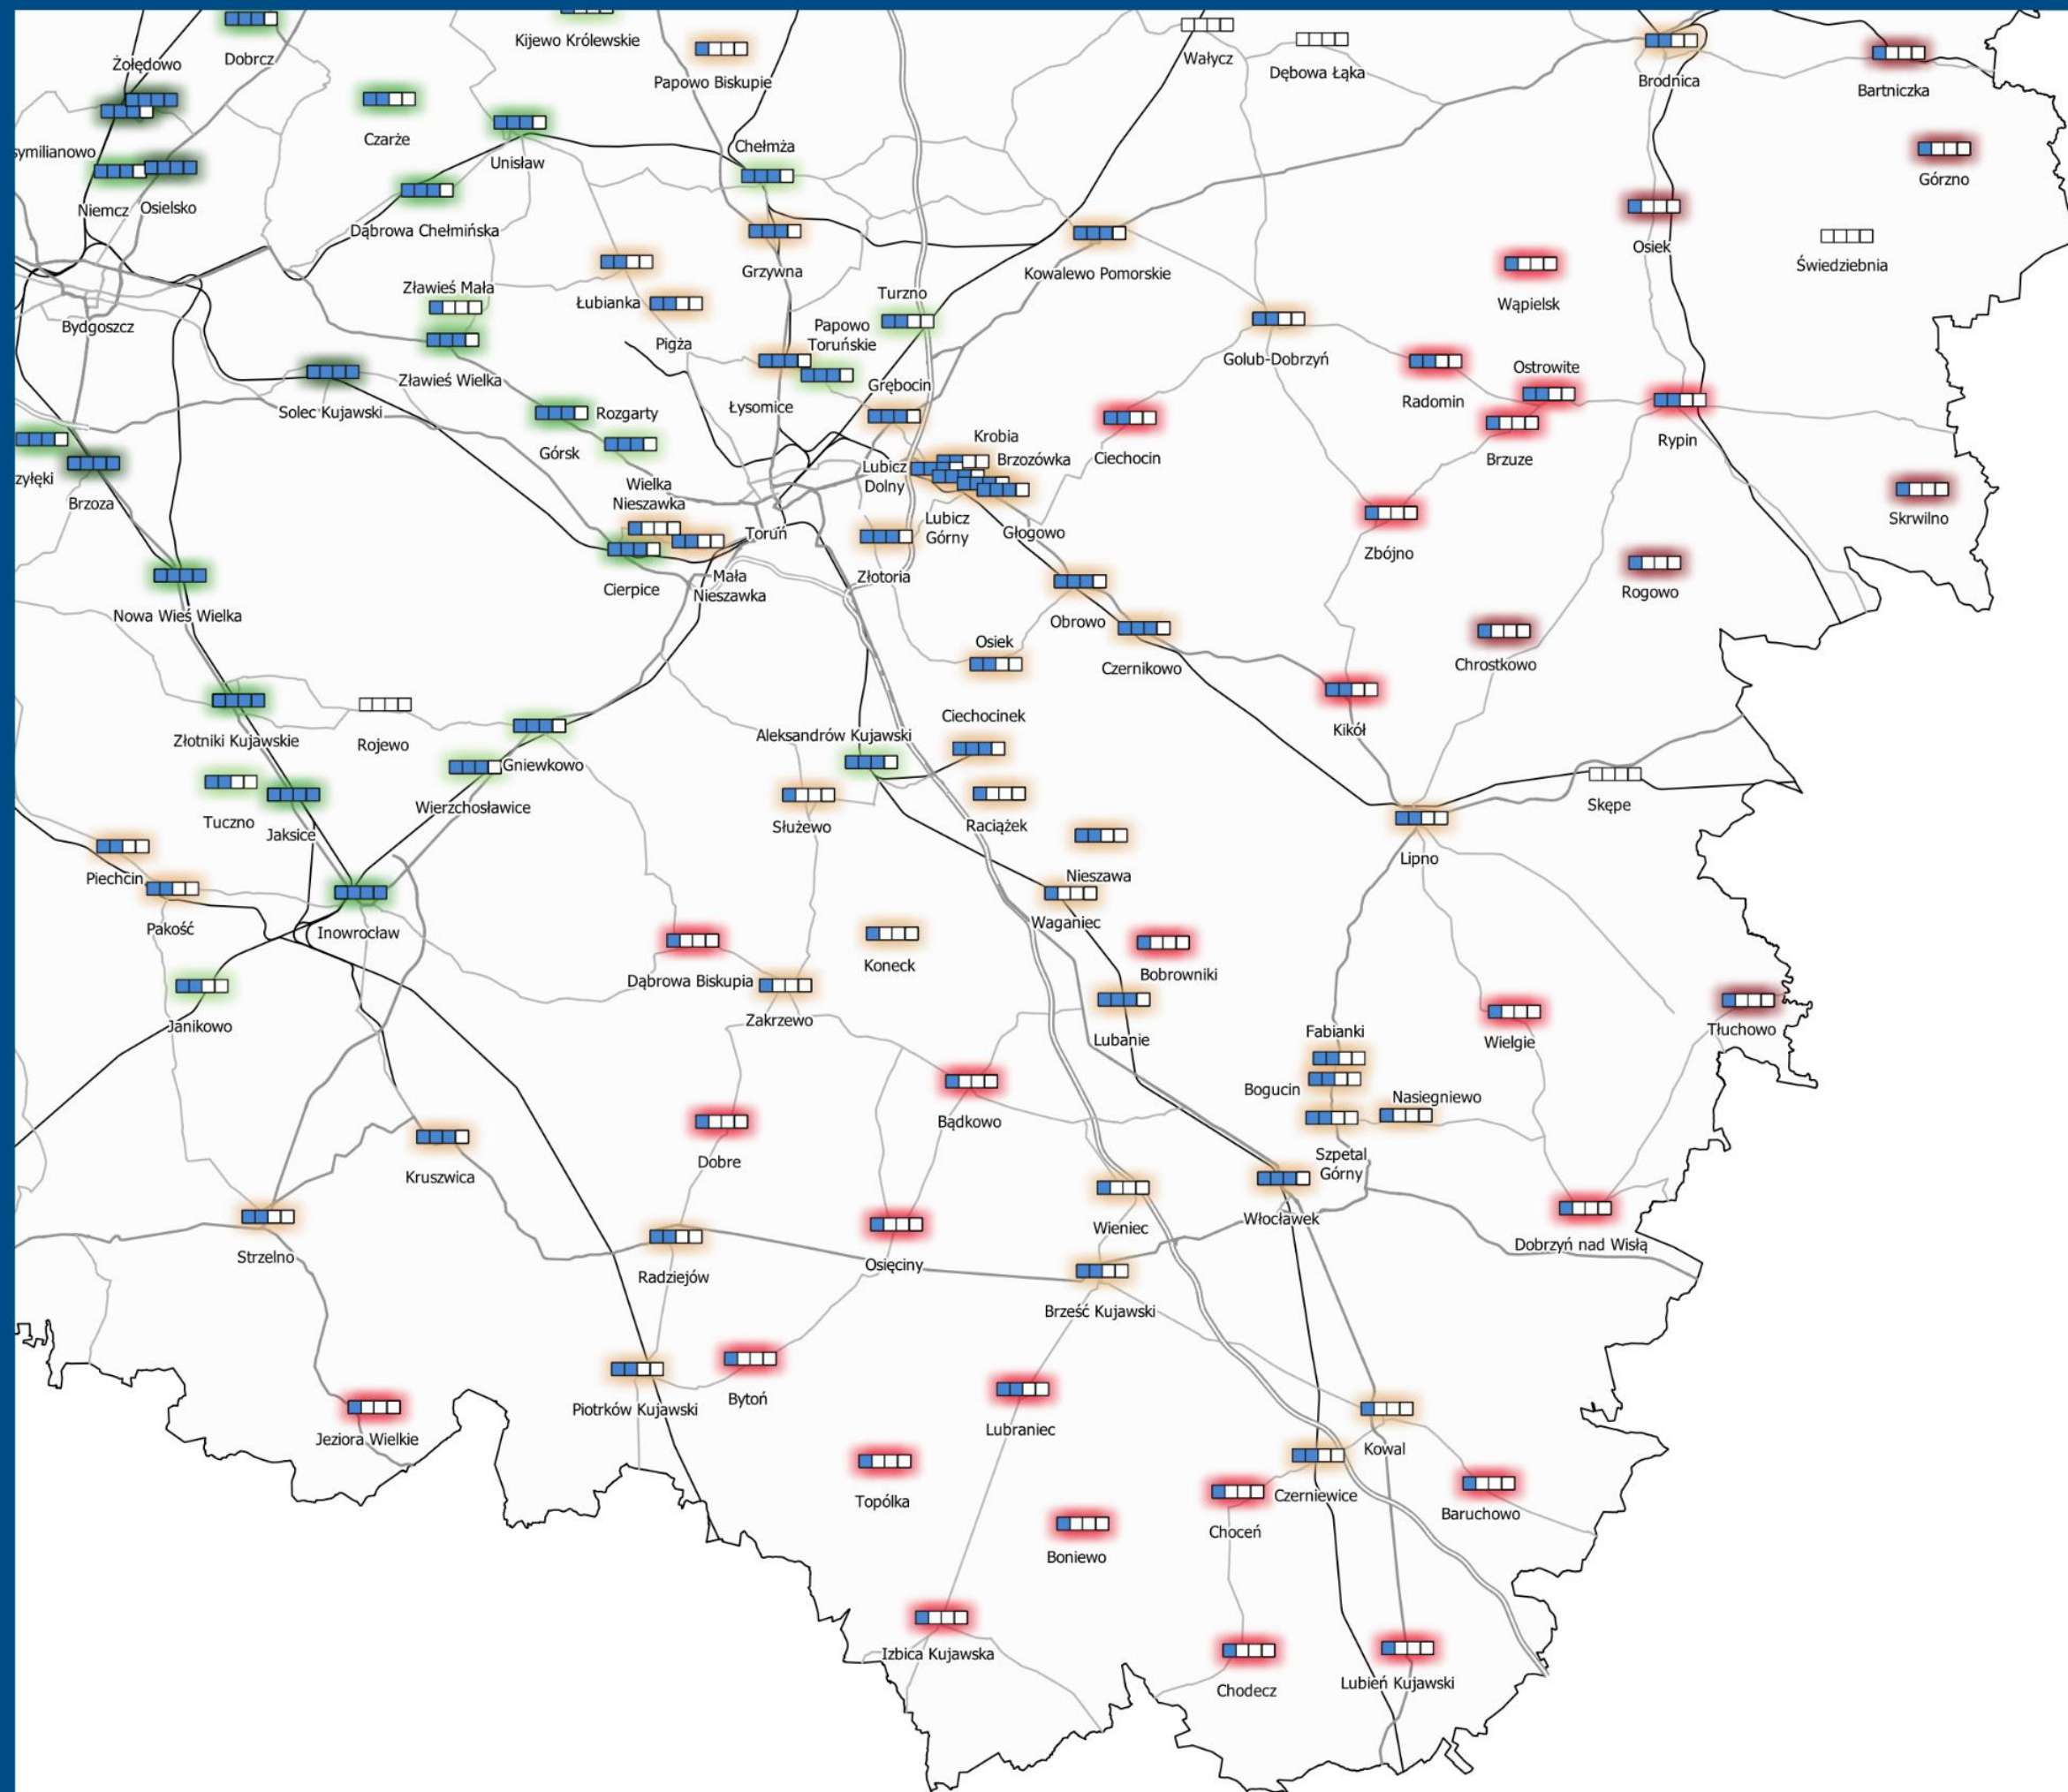 Kijewo Królewskie
Dobrcz
Żołędowo
Papowo Biskupie
Wałycz
Dębowa Łąka
Brodnica
Bartniczka
Czarże
symilianowo
Unisław
Chełmża
Górzno
Niemcz
Osielsko
Dąbrowa Chełmińska
Grzywna
Kowalewo Pomorskie
Osiek
Świedziebnia
Zławieś Mała
Łubianka
Turzno
Wąpielsk
Bydgoszcz
Pigża
Papowo
Toruńskie
Golub-Dobrzyń
Ostrowite
Zławieś Wielka
Grębocin
Radomin
Solec Kujawski
Rozgarty
Łysomice
Rypin
Górsk
Krobia
Brzozówka
Ciechocin
Brzuze
zyłęki
Brzoza
Wielka
Nieszawka
Lubicz
Dolny
Skrwilno
Toruń
Lubicz
Górny
Głogowo
Zbójno
Cierpice
Mała
Nieszawka
Złotoria
Rogowo
Nowa Wieś Wielka
Obrowo
Osiek
Czernikowo
Chrostkowo
Złotniki Kujawskie
Rojewo
Ciechocinek
Aleksandrów Kujawski
Kikół
Gniewkowo
Wierzchosławice
Tuczno
Jaksice
Służewo
Raciążek
Skępe
Lipno
Piechcin
Pakość
Nieszawa
Waganiec
Inowrocław
Dąbrowa Biskupia
Koneck
Bobrowniki
Janikowo
Zakrzewo
Lubanie
Fabianki
Wielgie
Tłuchowo
Bogucin
Nasiegniewo
Bądkowo
Dobre
Kruszwica
Szpetal
Górny
Wieniec
Włocławek
Strzelno
Radziejów
Osięciny
Dobrzyń nad Wisłą
Brześć Kujawski
Piotrków Kujawski
Bytoń
Jeziora Wielkie
Lubraniec
Kowal
Topólka
Czerniewice
Baruchowo
Choceń
Boniewo
Izbica Kujawska
Chodecz
Lubień Kujawski